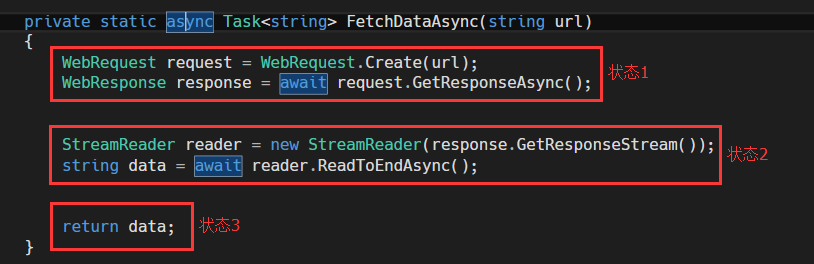 private static async Task<string> FetchDataAsync(string url)
{
WebRequest request = WebRequest.Create(url);
WebResponse response = await request.GetResponseAsync();
状态1
StreamReader reader = new StreamReader(response.GetResponseStream());
string data = await reader.ReadToEndAsync();
状态2
return data;
状态3
}